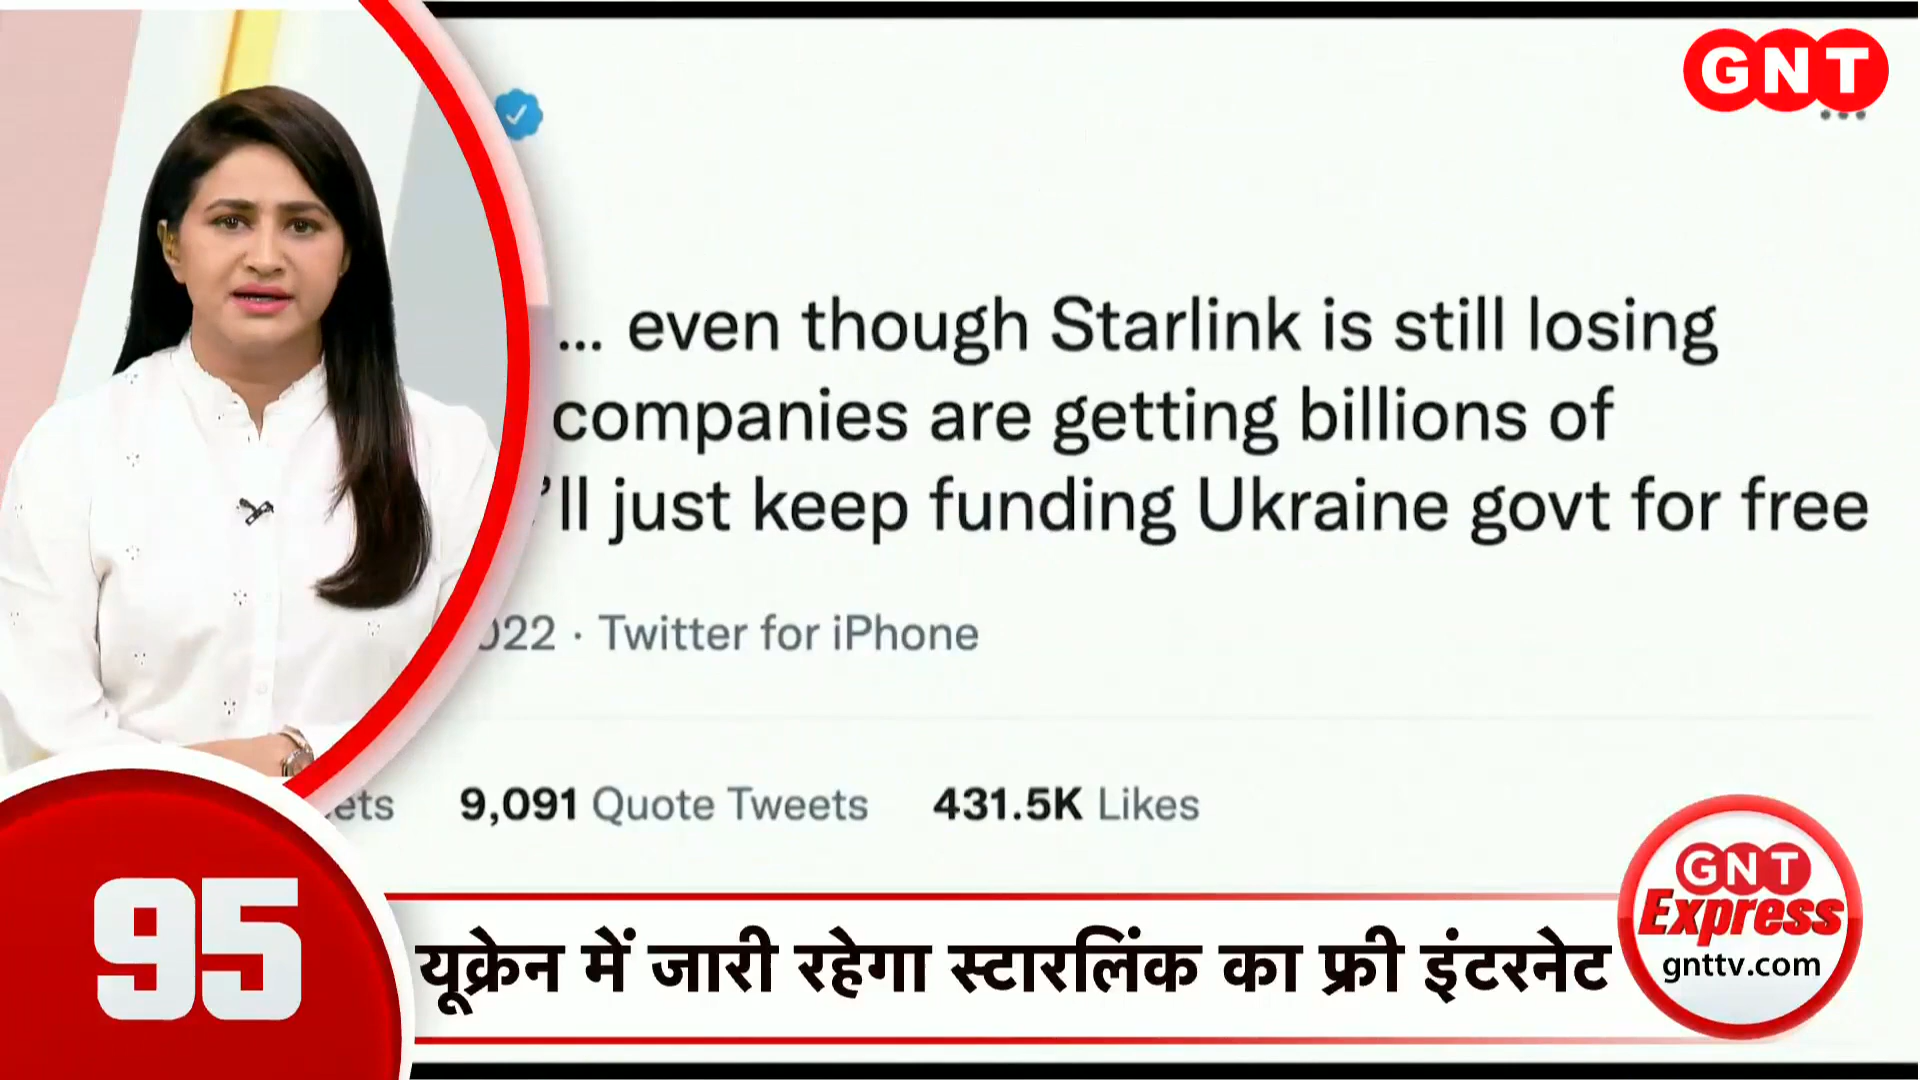 GNT
... even though Starlink is still losing
companies are getting billions of
'll just keep funding Ukraine govt for free
022 · Twitter for iPhone
ets 9,091 Quote Tweets 431.5K Likes
95
यूक्रेन में जारी रहेगा स्टारलिंक का फ्री इंटरनेट
GNT
Express
gnttv.com